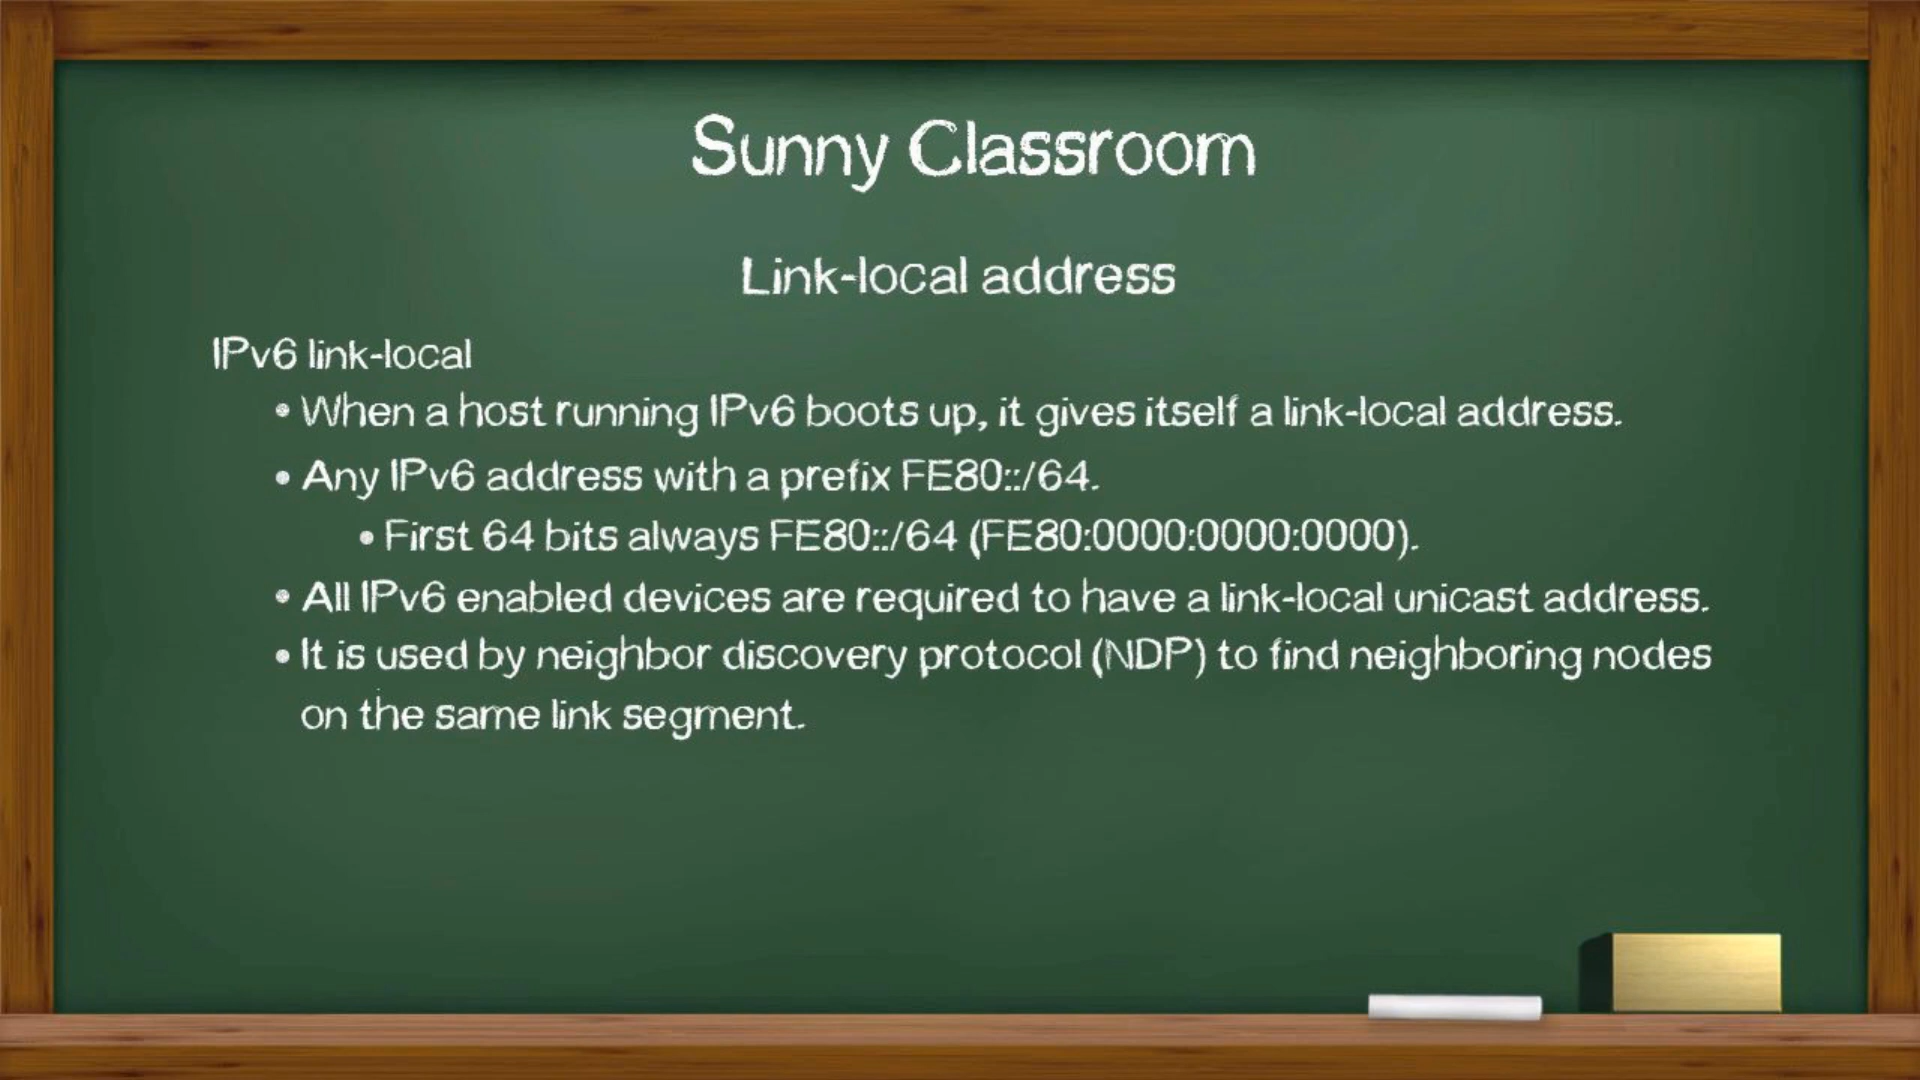 Sunny Classroom
Link-local address
IPv6 link-local
• When a host running IPv6 boots up, it gives itself a link-local address.
• Any IPv6 address with a prefix FE80::/64.
• First 64 bits always FE80::/64 (FE80:0000:0000:0000).
• All IPv6 enabled devices are required to have a link-local unicast address.
• It is used by neighbor discovery protocol (NDP) to find neighboring nodes
on the same link segment.